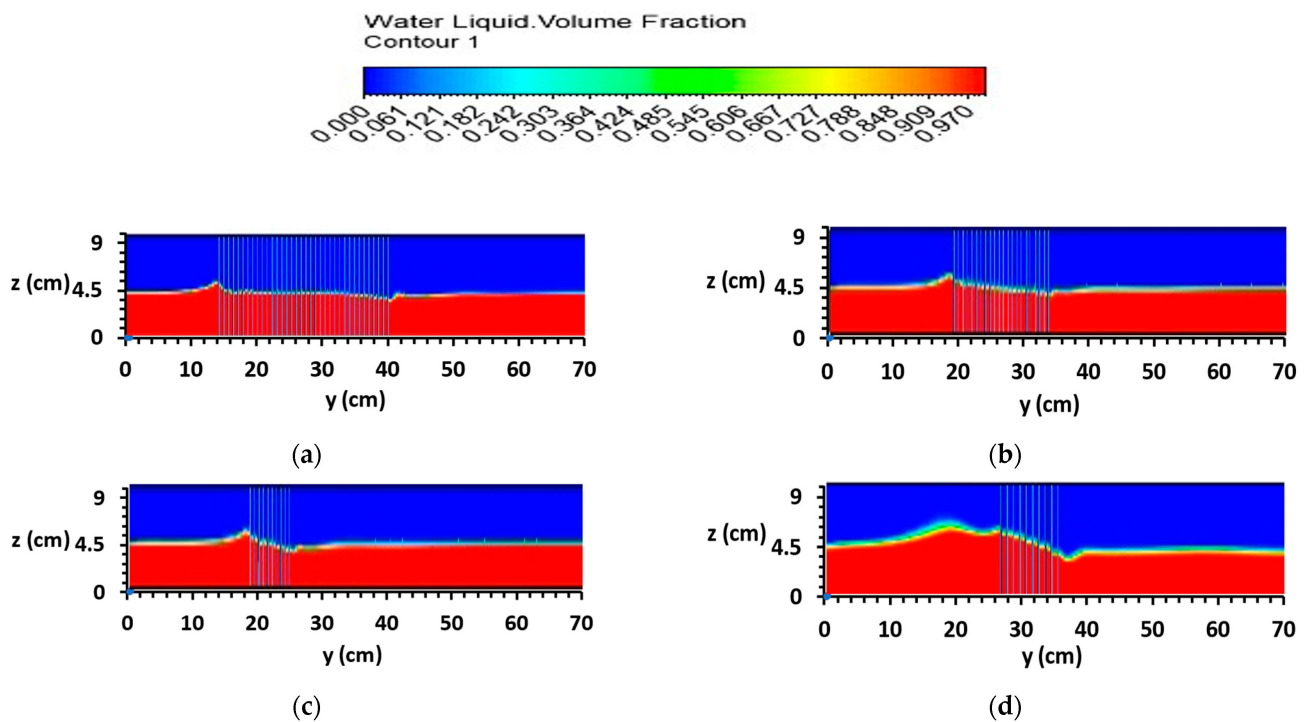 Water Liquid.Volume Fraction
Contour 1
0.000 0.061 0.121 0.182 0.242 0.303 0.364 0.424 0.485 0.545 0.606 0.667 0.727 0.788 0.848 0.909 0.970
9
z (cm) 4.5
0
0 10 20 30 40 50 60 70
y (cm)
(a)
9
z (cm) 4.5
0
0 10 20 30 40 50 60 70
y (cm)
(b)
9
z (cm) 4.5
0
0 10 20 30 40 50 60 70
y (cm)
(c)
9
z (cm) 4.5
0
0 10 20 30 40 50 60 70
y (cm)
(d)